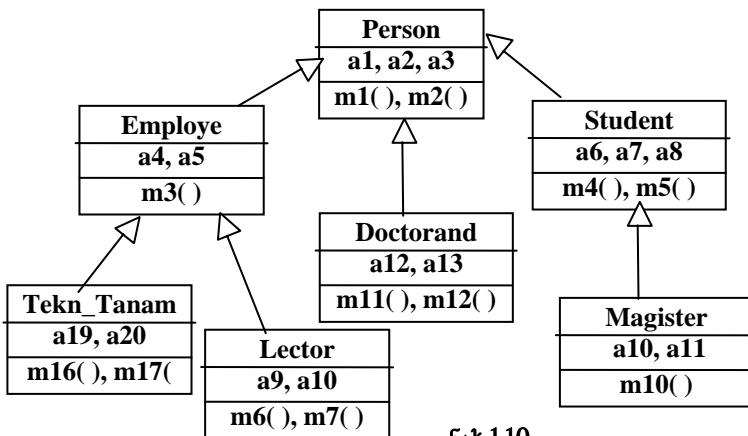 Person
a1, a2, a3
m1( ), m2( )
Employe
a4, a5
m3( )
Student
a6, a7, a8
m4( ), m5( )
Doctorand
a12, a13
m11( ), m12( )
Tekn_Tanam
a19, a20
m16( ), m17(
Lector
a9, a10
m6( ), m7( )
Magister
a10, a11
m10( )